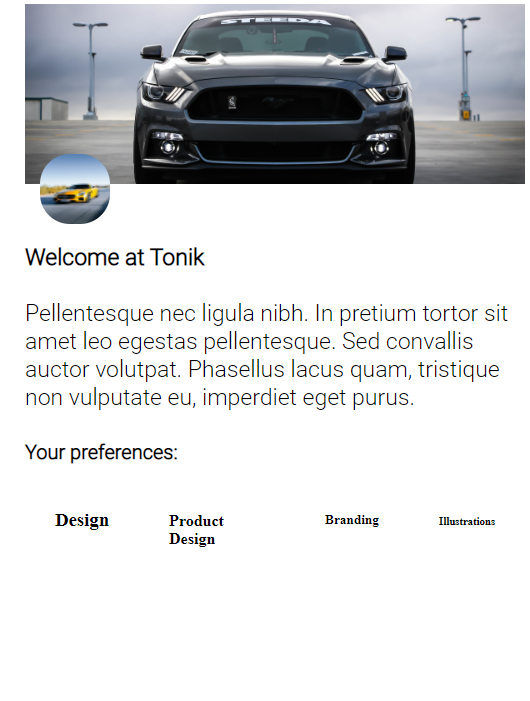 STEEDA
Welcome at Tonik
Pellentesque nec ligula nibh. In pretium tortor sit
amet leo egestas pellentesque. Sed convallis
auctor volutpat. Phasellus lacus quam, tristique
non vulputate eu, imperdiet eget purus.
Your preferences:
Design
Product
Design
Branding
Illustrations